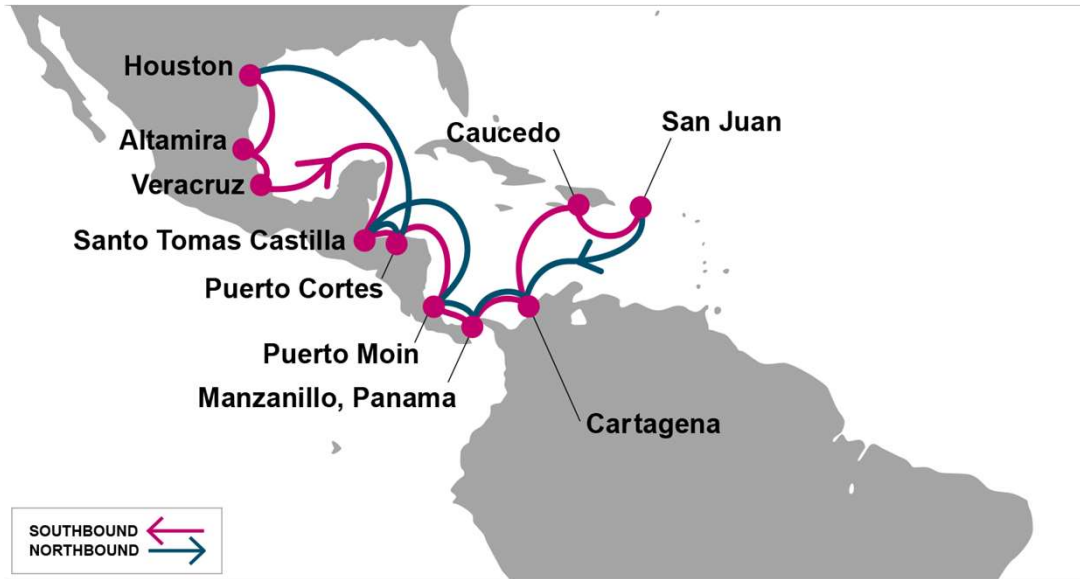 Houston
Altamira
Veracruz
Santo Tomas Castilla
Puerto Cortes
Puerto Moin
Manzanillo, Panama
Caucedo
San Juan
Cartagena
SOUTHBOUND
NORTHBOUND